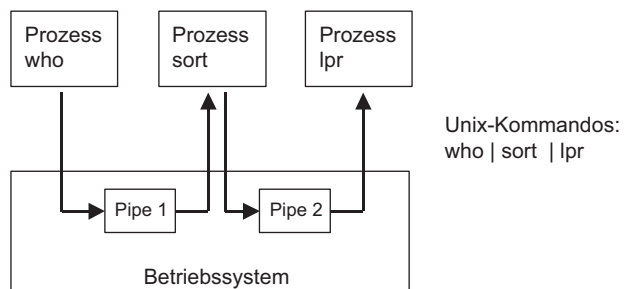 Prozess
who
Prozess
sort
Prozess
lpr
Unix-Kommandos:
who | sort | lpr
Pipe 1
Pipe 2
Betriebssystem